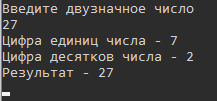 Введите двузначное число
27
Цифра единиц числа - 7
Цифра десятков числа - 2
Результат - 27